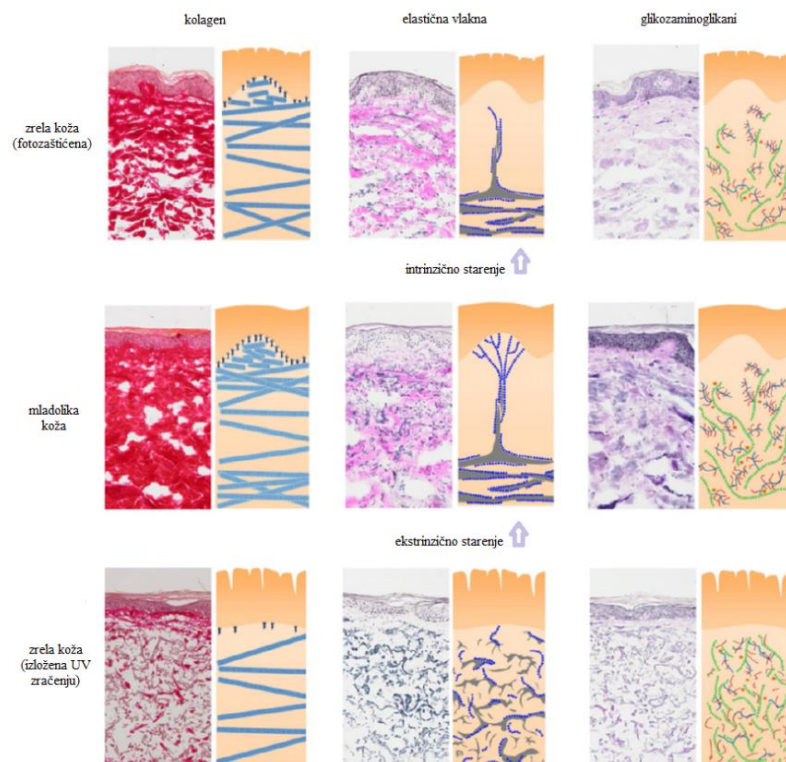 kolagen
elastična vlakna
glikozaminoglikani
zrela koža
(fotozaštićena)
intrinzično starenje
mladolika
koža
ekstrinzično starenje
zrela koža
(izložena UV
zračenju)